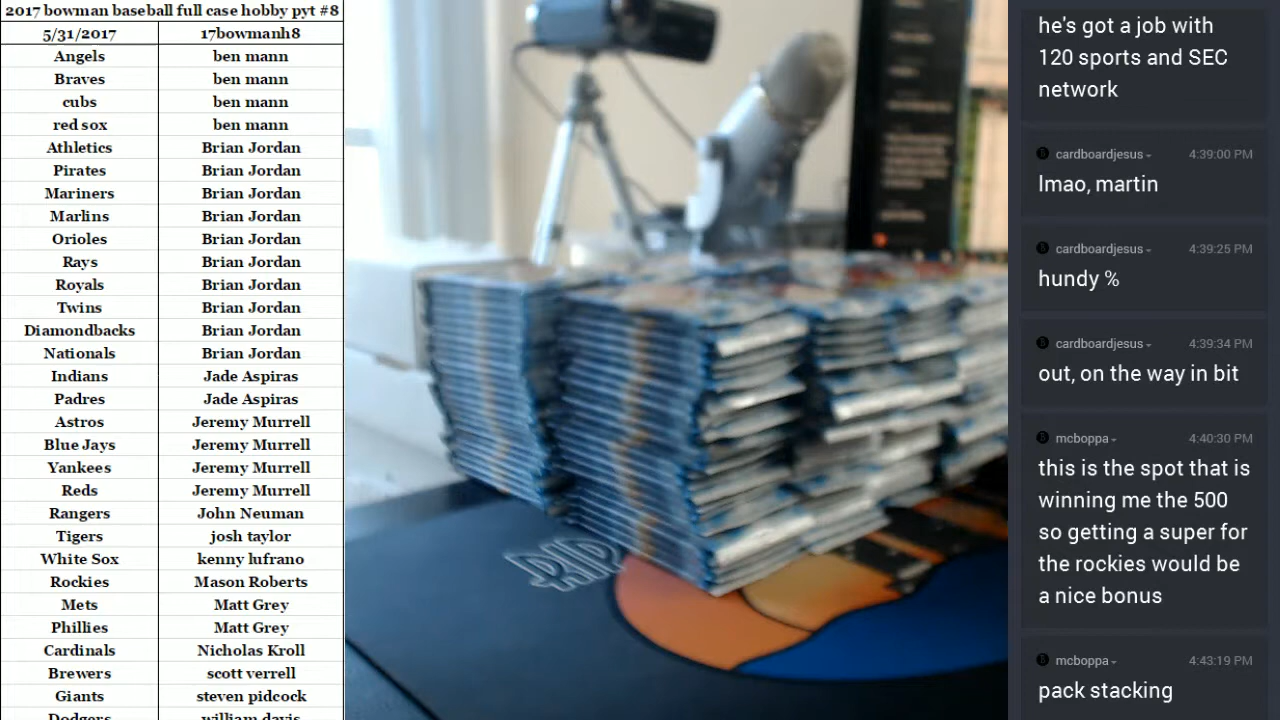 2017 bowman baseball full case hobby pyt #8
5/31/2017 17bowmanh8
Angels ben mann
Braves ben mann
cubs ben mann
red sox ben mann
Athletics Brian Jordan
Pirates Brian Jordan
Mariners Brian Jordan
Marlins Brian Jordan
Orioles Brian Jordan
Rays Brian Jordan
Royals Brian Jordan
Twins Brian Jordan
Diamondbacks Brian Jordan
Nationals Brian Jordan
Indians Jade Aspiras
Padres Jade Aspiras
Astros Jeremy Murrell
Blue Jays Jeremy Murrell
Yankees Jeremy Murrell
Reds Jeremy Murrell
Rangers John Neuman
Tigers josh taylor
White Sox kenny lufrano
Rockies Mason Roberts
Mets Matt Grey
Phillies Matt Grey
Cardinals Nicholas Kroll
Brewers scott verrell
Giants steven pidcock
Dodgers william davis
RIP
he's got a job with
120 sports and SEC
network
cardboardjesus 4:39:00 PM
lmao, martin
cardboardjesus 4:39:25 PM
hundy %
cardboardjesus 4:39:34 PM
out, on the way in bit
mcboppa 4:40:30 PM
this is the spot that is
winning me the 500
so getting a super for
the rockies would be
a nice bonus
mcboppa 4:43:19 PM
pack stacking